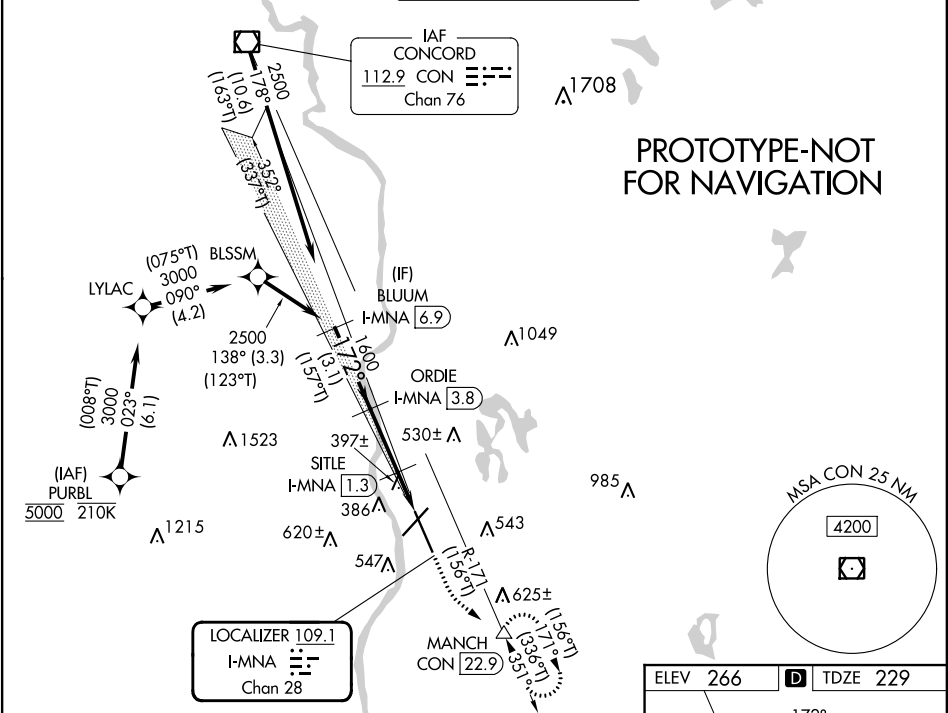 IAF
CONCORD
112.9 CON
Chan 76
1708
PROTOTYPE-NOT
FOR NAVIGATION
2500
178°
(10.6)
(163°T)
352°
(337°T)
BLSSM
(075°T)
3000
090°
(4.2)
LYLAC
2500
138° (3.3)
(123°T)
(IF)
BLUUM
I-MNA 6.9
1600
172°
(3.1)
(157°T)
1049
ORDIE
I-MNA 3.8
(008°T)
3000
023°
(6.1)
1523
397±
530±
SITLE
I-MNA 1.3
386
(IAF)
PURBL
5000 210K
1215
620±
547
543
985
MSA CON 25 NM
4200
R-171
(156°T)
625±
LOCALIZER 109.1
I-MNA
Chan 28
MANCH
CON 22.9
(156°T)
171°
(336°T)
351°
ELEV 266 D TDZE 229